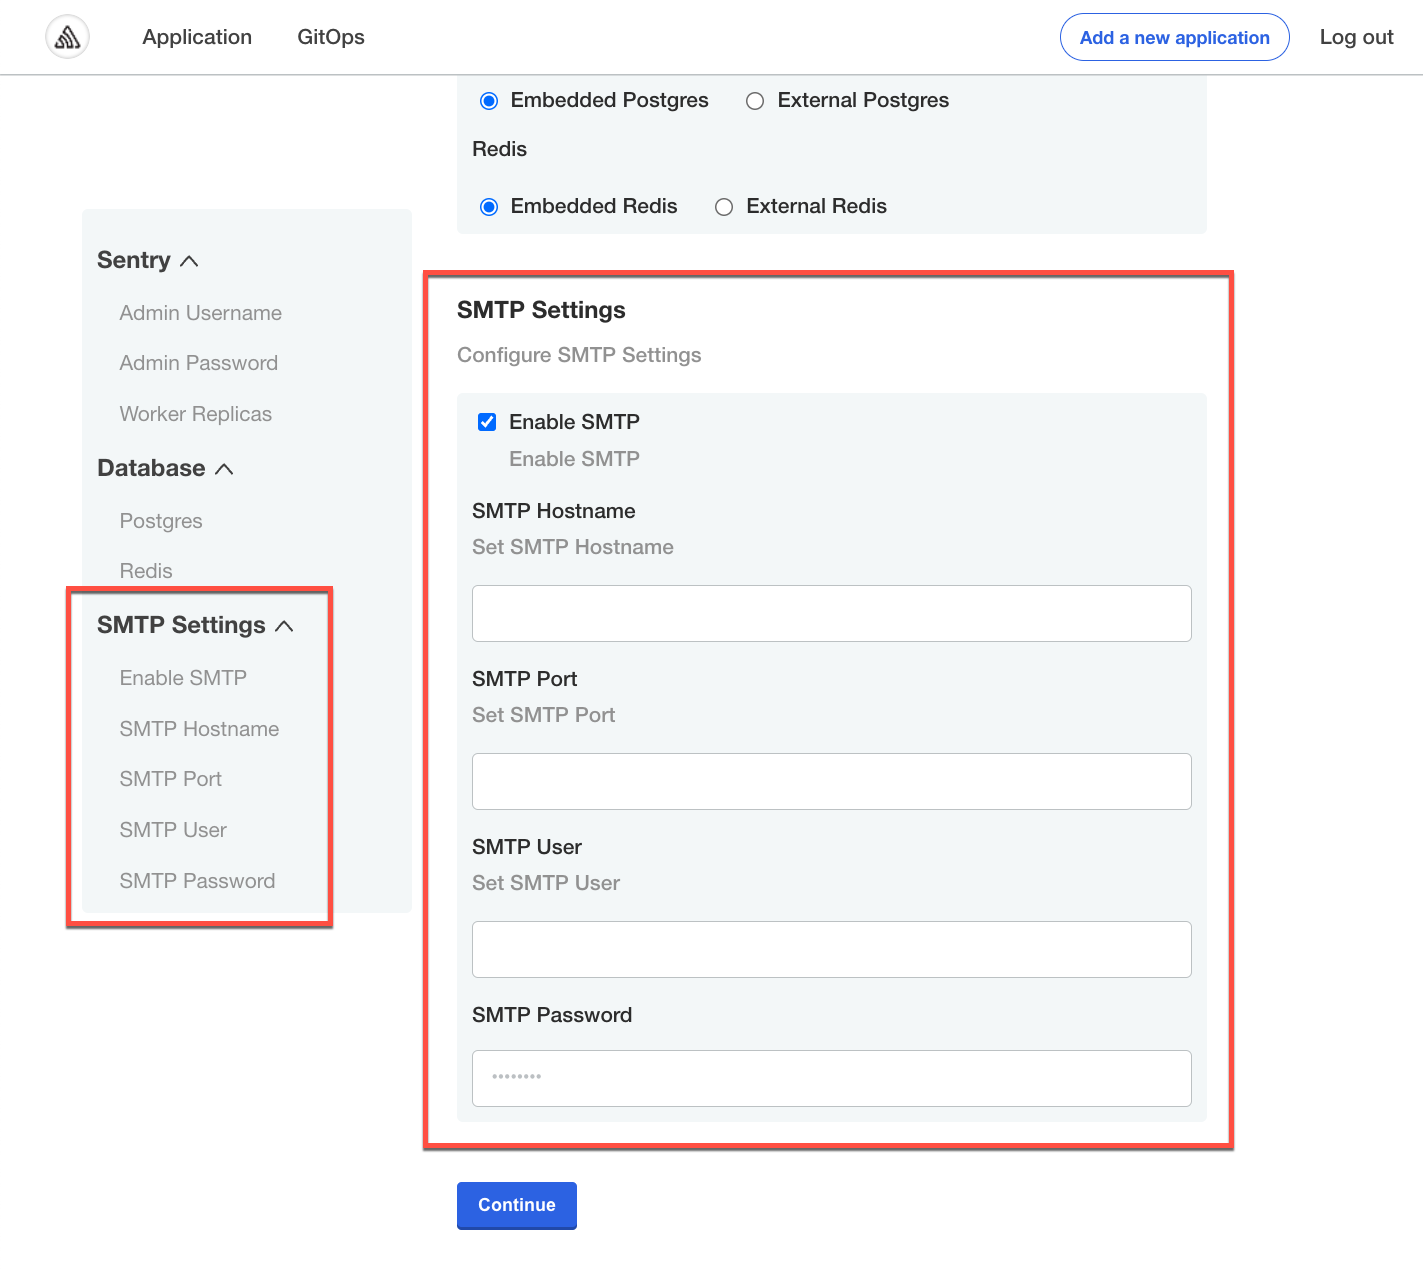 Application GitOps Add a new application Log out
Embedded Postgres External Postgres
Redis
Embedded Redis External Redis
Sentry
Admin Username
Admin Password
Worker Replicas
Database
Postgres
Redis
SMTP Settings
Enable SMTP
SMTP Hostname
SMTP Port
SMTP User
SMTP Password
SMTP Settings
Configure SMTP Settings
Enable SMTP
Enable SMTP
SMTP Hostname
Set SMTP Hostname
SMTP Port
Set SMTP Port
SMTP User
Set SMTP User
SMTP Password
••••••••
Continue